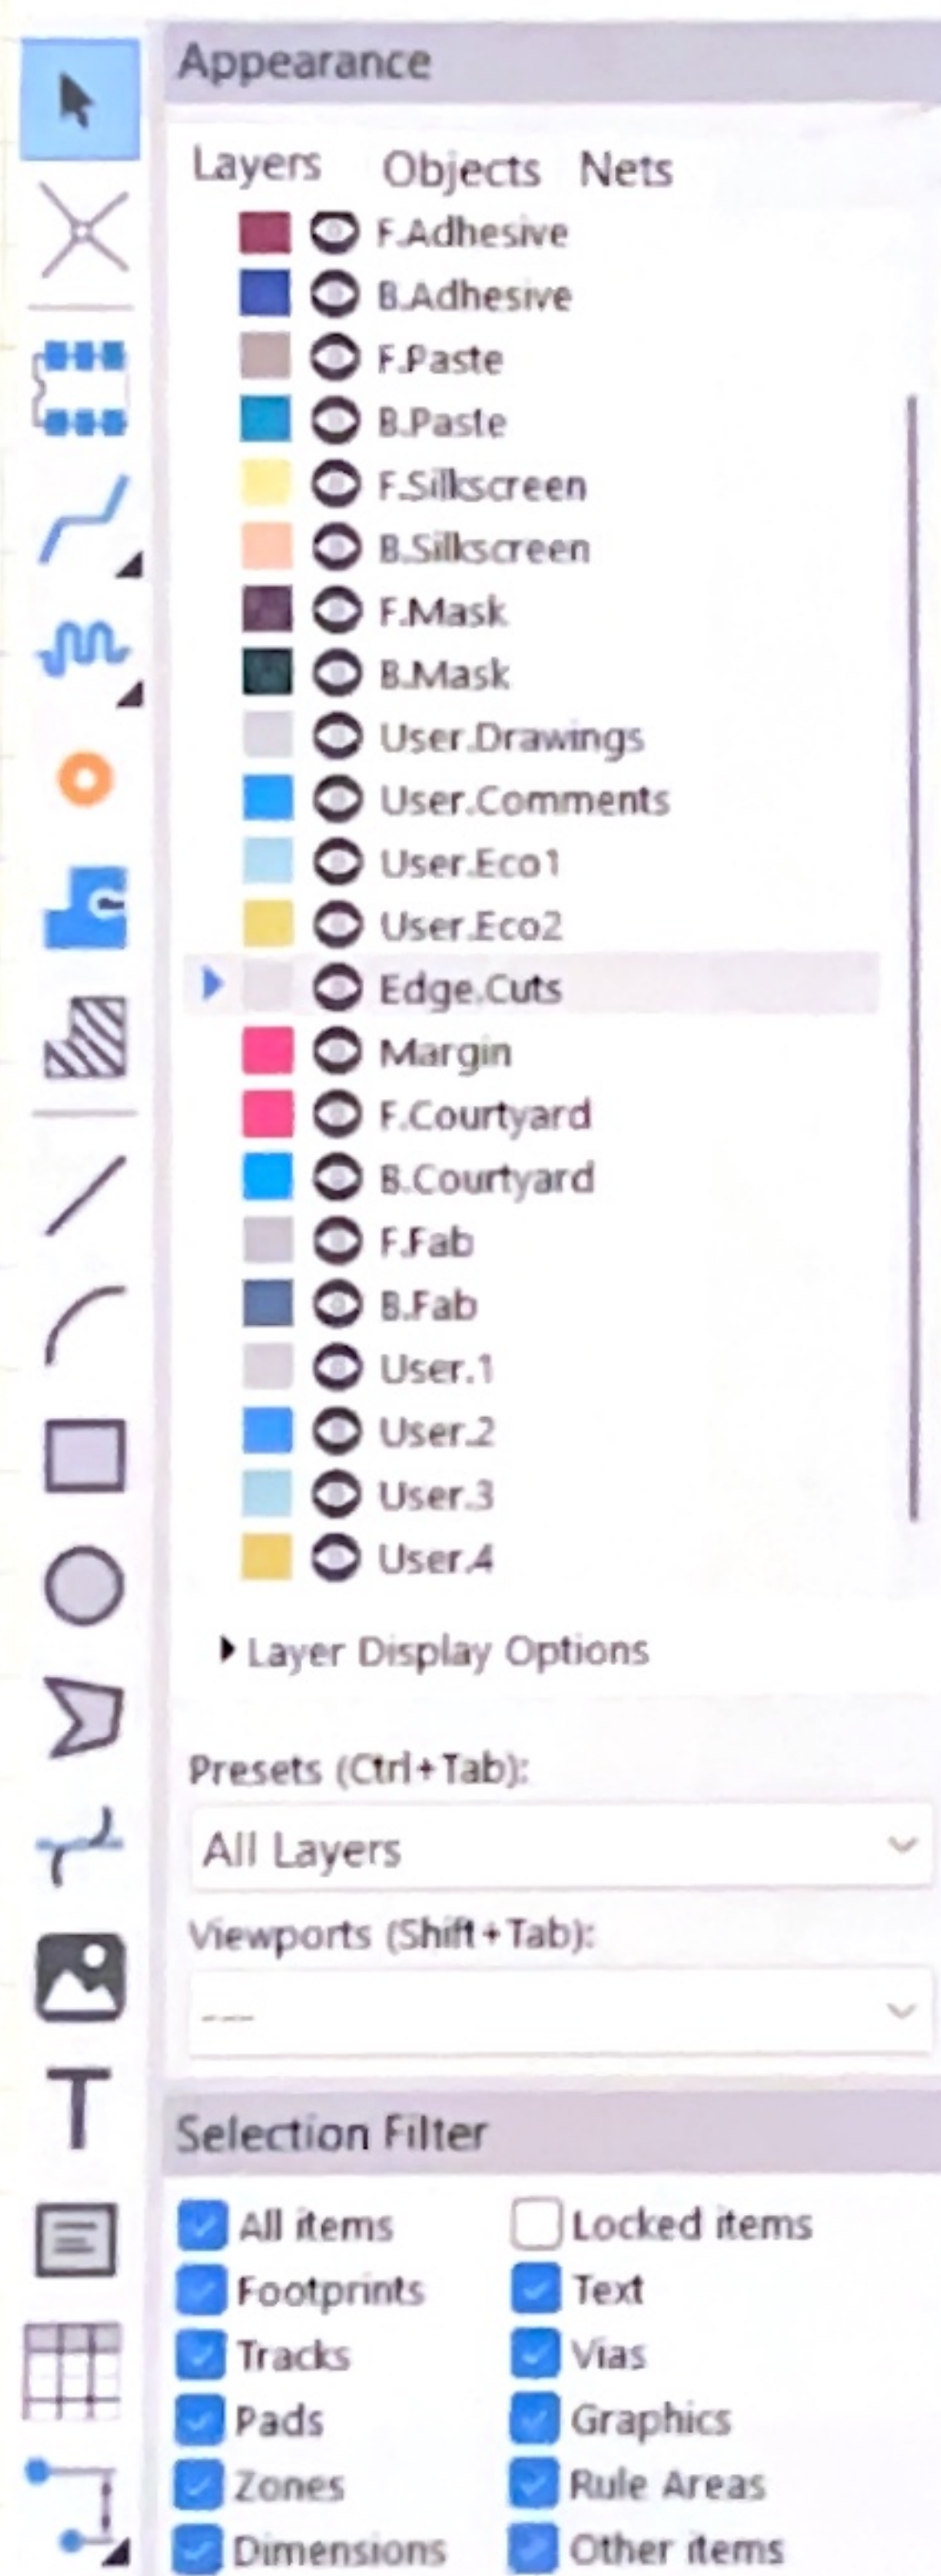 Appearance
Layers Objects Nets
F.Adhesive
B.Adhesive
F.Paste
B.Paste
F.Silkscreen
B.Silkscreen
F.Mask
B.Mask
User.Drawings
User.Comments
User.Eco1
User.Eco2
Edge.Cuts
Margin
F.Courtyard
B.Courtyard
F.Fab
B.Fab
User.1
User.2
User.3
User.4
Layer Display Options
Presets (Ctrl+Tab):
All Layers
Viewports (Shift+Tab):
---
T
Selection Filter
All items Locked items
Footprints Text
Tracks Vias
Pads Graphics
Zones Rule Areas
Dimensions Other items